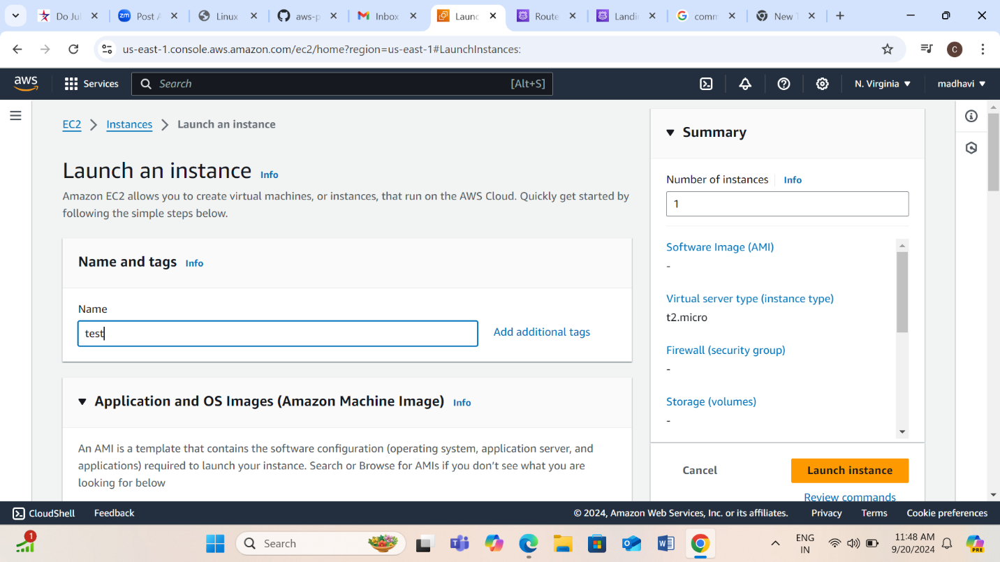 Do Jul
Post A
Linux
aws-p
Inbox
Launc
Route
Landi
comm
New T
us-east-1.console.aws.amazon.com/ec2/home?region=us-east-1#LaunchInstances:
C
aws
Services
Search
[Alt+S]
N. Virginia
madhavi
EC2
Instances
Launch an instance
Launch an instance Info
Amazon EC2 allows you to create virtual machines, or instances, that run on the AWS Cloud. Quickly get started by
following the simple steps below.
Name and tags Info
Name
test
Add additional tags
Application and OS Images (Amazon Machine Image) Info
An AMI is a template that contains the software configuration (operating system, application server, and
applications) required to launch your instance. Search or Browse for AMIs if you don't see what you are
looking for below
Summary
Number of instances Info
1
Software Image (AMI)
-
Virtual server type (instance type)
t2.micro
Firewall (security group)
-
Storage (volumes)
-
Cancel
Launch instance
Review commands
CloudShell
Feedback
© 2024, Amazon Web Services, Inc. or its affiliates.
Privacy
Terms
Cookie preferences
1
Search
ENG
IN
11:48 AM
9/20/2024
PRE